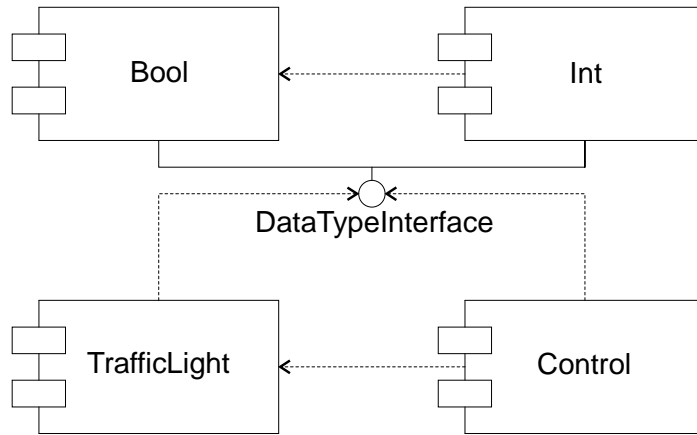 Bool
Int
DataTypeInterface
TrafficLight
Control